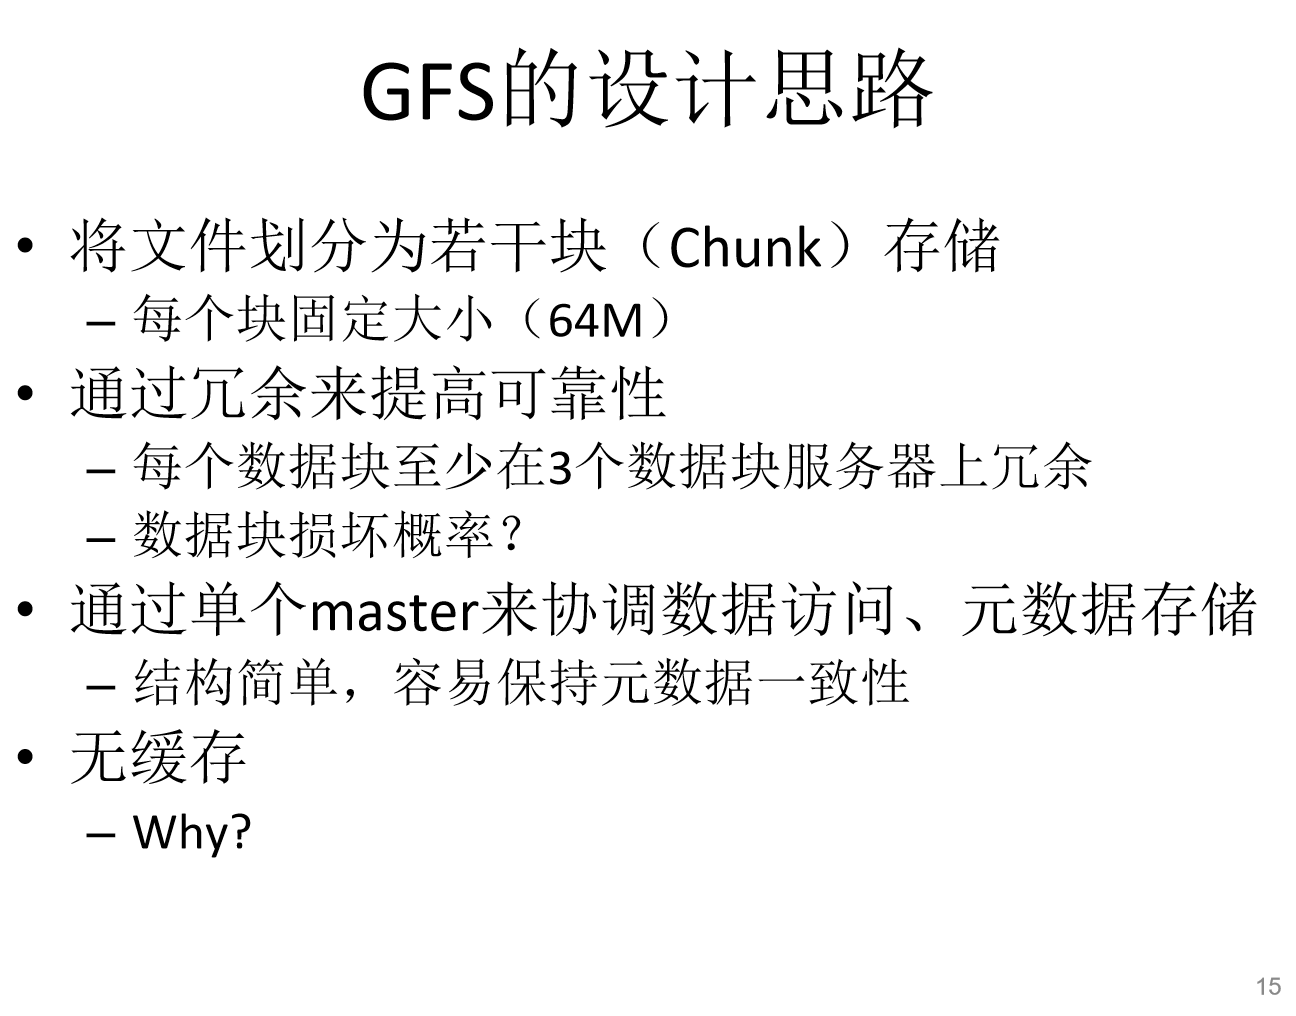 GFS的设计思路
• 将文件划分为若干块（Chunk）存储
– 每个块固定大小（64M）
• 通过冗余来提高可靠性
– 每个数据块至少在3个数据块服务器上冗余
– 数据块损坏概率？
• 通过单个master来协调数据访问、元数据存储
– 结构简单，容易保持元数据一致性
• 无缓存
– Why?
15